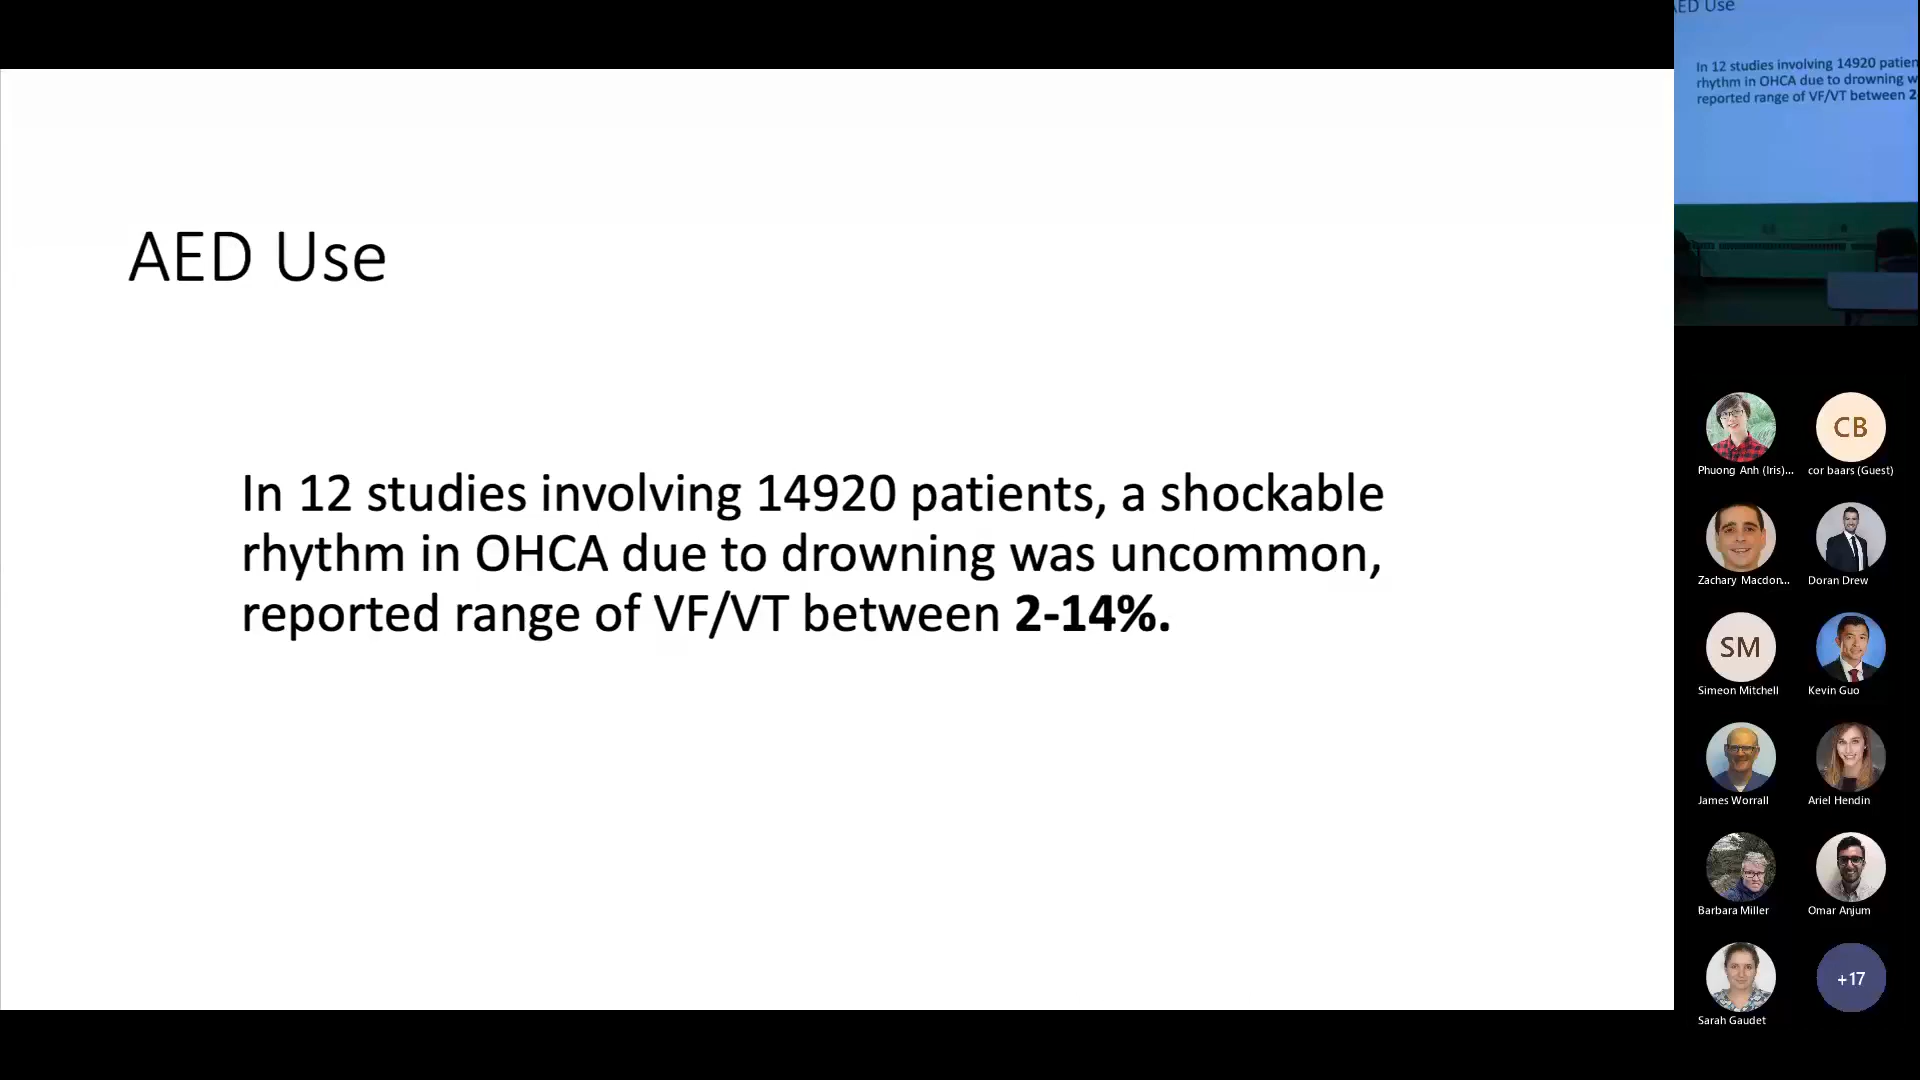 AED Use
In 12 studies involving 14920 patients, a shockable
rhythm in OHCA due to drowning was uncommon,
reported range of VF/VT between 2-14%.
AED Use
In 12 studies involving 14920 patien
rhythm in OHCA due to drowning w
reported range of VF/VT between 2
Phuong Anh (Iris)...
CB
cor baars (Guest)
Zachary Macdon...
Doran Drew
SM
Simeon Mitchell
Kevin Guo
James Worrall
Ariel Hendin
Barbara Miller
Omar Anjum
Sarah Gaudet
+17